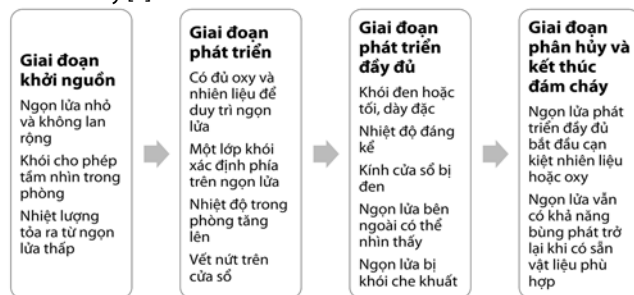 Giai đoạn
khởi nguồn
Ngọn lửa nhỏ
và không lan
rộng
Khói cho phép
tầm nhìn trong
phòng
Nhiệt lượng
tỏa ra từ ngọn
lửa thấp
Giai đoạn
phát triển
Có đủ oxy và
nhiên liệu để
duy trì ngọn
lửa
Một lớp khói
xác định phía
trên ngọn lửa
Nhiệt độ trong
phòng tăng
lên
Vết nứt trên
cửa sổ
Giai đoạn
phát triển
đầy đủ
Khói đen hoặc
tối, dày đặc
Nhiệt độ đáng
kể
Kính cửa sổ bị
đen
Ngọn lửa bên
ngoài có thể
nhìn thấy
Ngọn lửa bị
khói che khuất
Giai đoạn
phân hủy và
kết thúc
đám cháy
Ngọn lửa phát
triển đầy đủ
bắt đầu cạn
kiệt nhiên liệu
hoặc oxy
Ngọn lửa vẫn
có khả năng
bùng phát trở
lại khi có sẵn
vật liệu phù
hợp